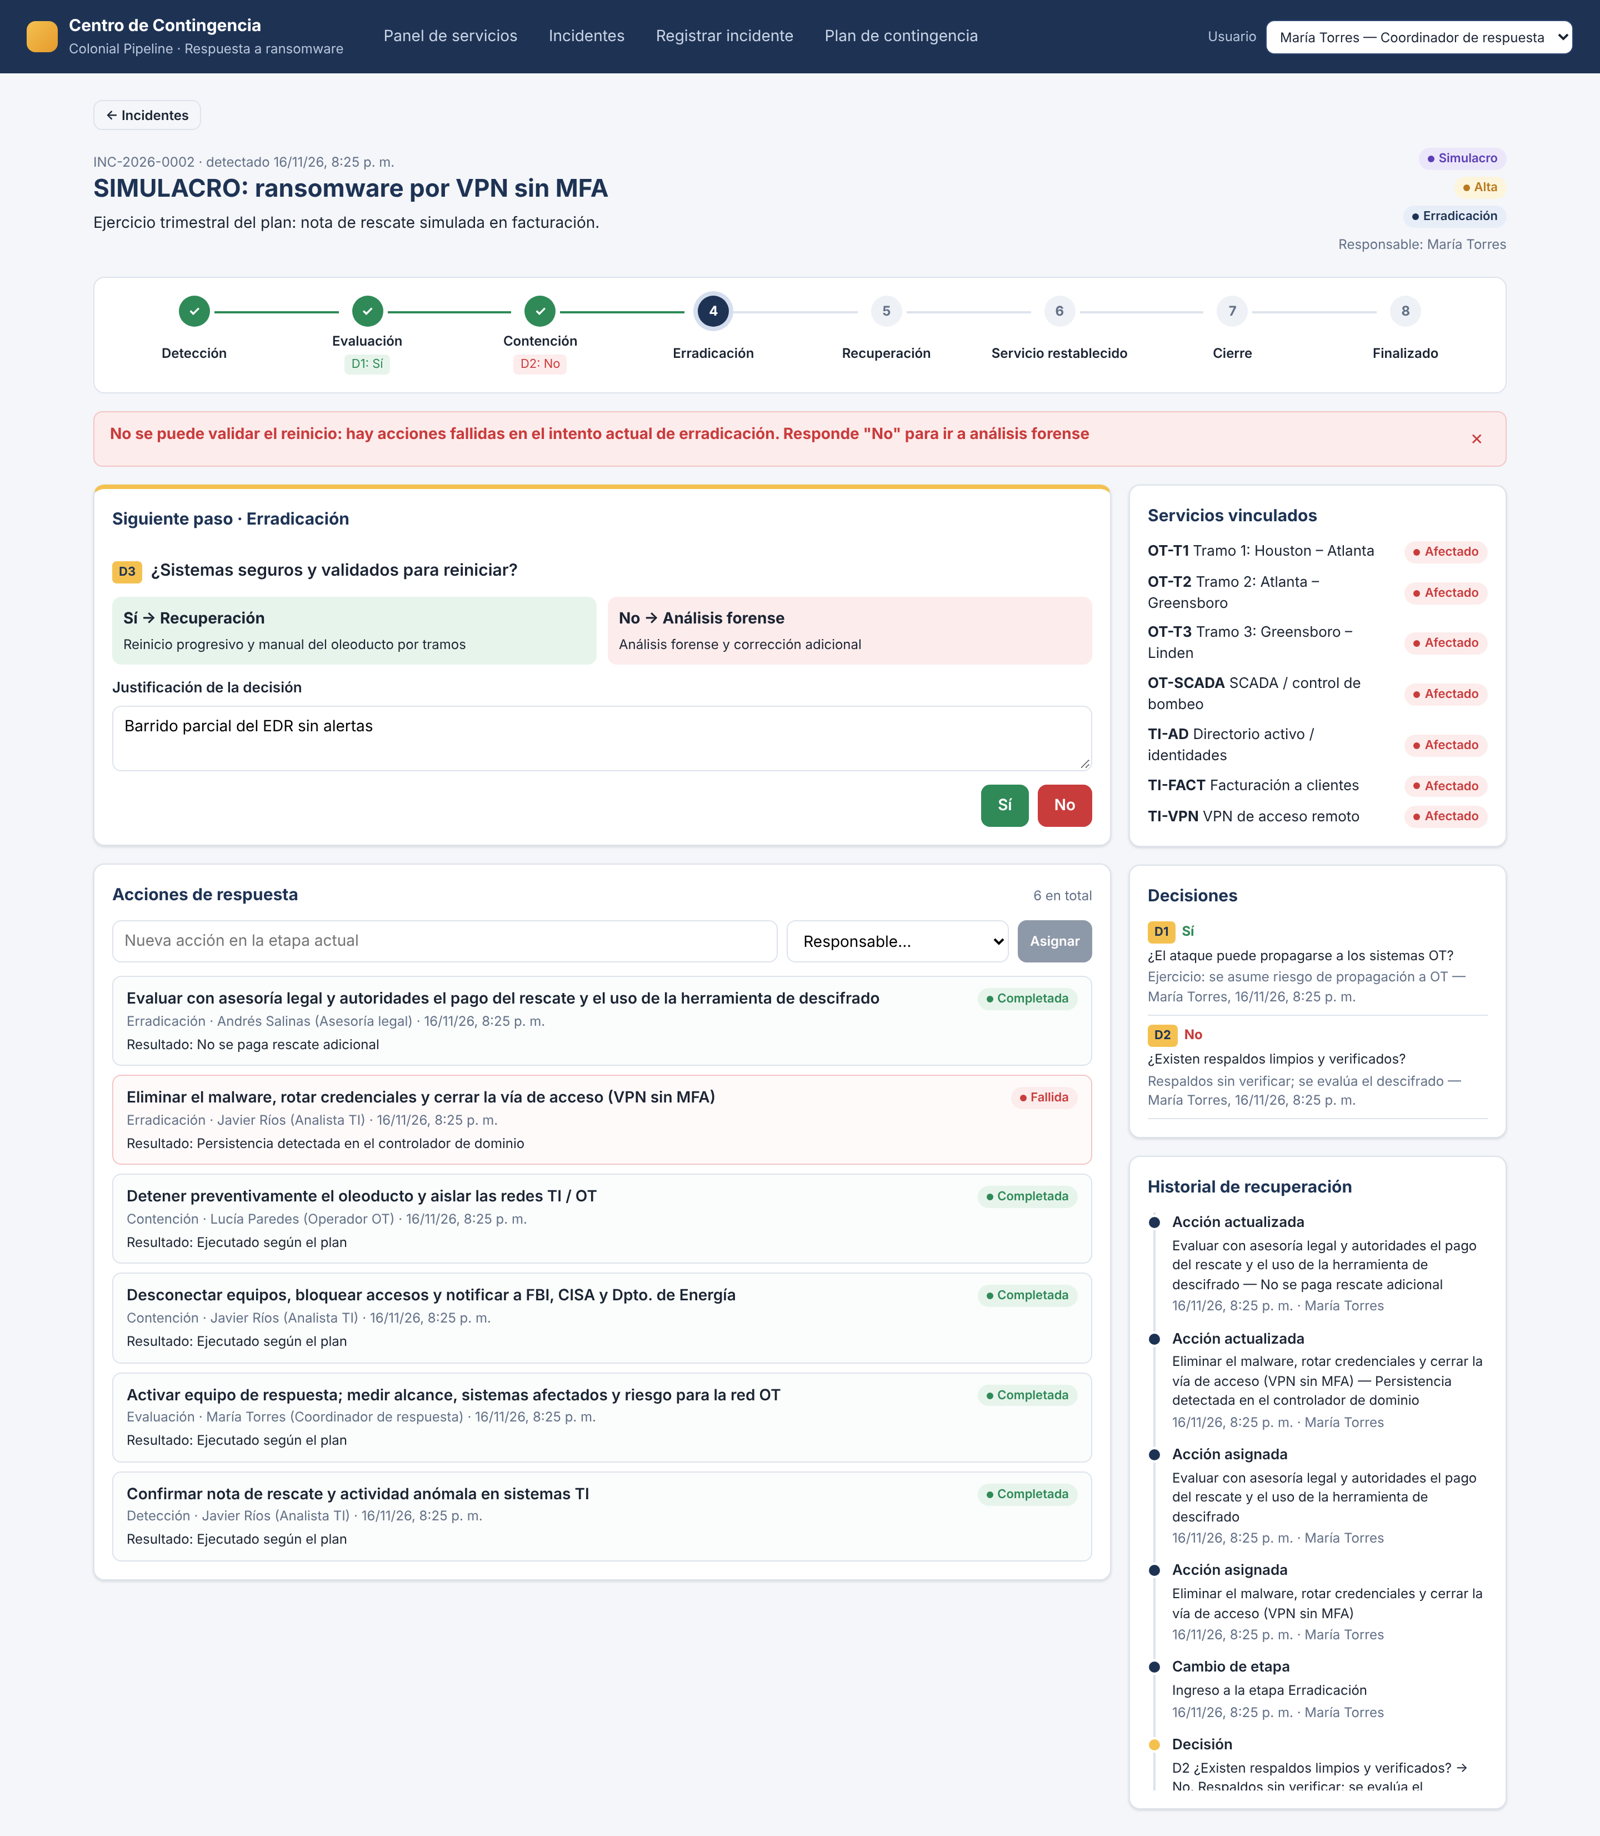 Centro de Contingencia
Colonial Pipeline · Respuesta a ransomware
Panel de servicios
Incidentes
Registrar incidente
Plan de contingencia
Usuario
María Torres — Coordinador de respuesta
← Incidentes
INC-2026-0002 · detectado 16/11/26, 8:25 p. m.
SIMULACRO: ransomware por VPN sin MFA
Ejercicio trimestral del plan: nota de rescate simulada en facturación.
Simulacro
Alta
Erradicación
Responsable: María Torres
✓
Detección
✓
Evaluación
D1: Sí
✓
Contención
D2: No
4
Erradicación
5
Recuperación
6
Servicio restablecido
7
Cierre
8
Finalizado
No se puede validar el reinicio: hay acciones fallidas en el intento actual de erradicación. Responde "No" para ir a análisis forense
×
Siguiente paso · Erradicación
D3 ¿Sistemas seguros y validados para reiniciar?
Sí → Recuperación
Reinicio progresivo y manual del oleoducto por tramos
No → Análisis forense
Análisis forense y corrección adicional
Justificación de la decisión
Barrido parcial del EDR sin alertas
Sí
No
Acciones de respuesta
6 en total
Nueva acción en la etapa actual
Responsable...
Asignar
Evaluar con asesoría legal y autoridades el pago del rescate y el uso de la herramienta de descifrado
Completada
Erradicación · Andrés Salinas (Asesoría legal) · 16/11/26, 8:25 p. m.
Resultado: No se paga rescate adicional
Eliminar el malware, rotar credenciales y cerrar la vía de acceso (VPN sin MFA)
Fallida
Erradicación · Javier Ríos (Analista TI) · 16/11/26, 8:25 p. m.
Resultado: Persistencia detectada en el controlador de dominio
Detener preventivamente el oleoducto y aislar las redes TI / OT
Completada
Contención · Lucía Paredes (Operador OT) · 16/11/26, 8:25 p. m.
Resultado: Ejecutado según el plan
Desconectar equipos, bloquear accesos y notificar a FBI, CISA y Dpto. de Energía
Completada
Contención · Javier Ríos (Analista TI) · 16/11/26, 8:25 p. m.
Resultado: Ejecutado según el plan
Activar equipo de respuesta; medir alcance, sistemas afectados y riesgo para la red OT
Completada
Evaluación · María Torres (Coordinador de respuesta) · 16/11/26, 8:25 p. m.
Resultado: Ejecutado según el plan
Confirmar nota de rescate y actividad anómala en sistemas TI
Completada
Detección · Javier Ríos (Analista TI) · 16/11/26, 8:25 p. m.
Resultado: Ejecutado según el plan
Servicios vinculados
OT-T1 Tramo 1: Houston – Atlanta
Afectado
OT-T2 Tramo 2: Atlanta –
Greensboro
Afectado
OT-T3 Tramo 3: Greensboro –
Linden
Afectado
OT-SCADA SCADA / control de
bombeo
Afectado
TI-AD Directorio activo /
identidades
Afectado
TI-FACT Facturación a clientes
Afectado
TI-VPN VPN de acceso remoto
Afectado
Decisiones
D1 Sí
¿El ataque puede propagarse a los sistemas OT?
Ejercicio: se asume riesgo de propagación a OT —
María Torres, 16/11/26, 8:25 p. m.
D2 No
¿Existen respaldos limpios y verificados?
Respaldos sin verificar; se evalúa el descifrado —
María Torres, 16/11/26, 8:25 p. m.
Historial de recuperación
Acción actualizada
Evaluar con asesoría legal y autoridades el pago
del rescate y el uso de la herramienta de
descifrado — No se paga rescate adicional
16/11/26, 8:25 p. m. · María Torres
Acción actualizada
Eliminar el malware, rotar credenciales y cerrar la
vía de acceso (VPN sin MFA) — Persistencia
detectada en el controlador de dominio
16/11/26, 8:25 p. m. · María Torres
Acción asignada
Evaluar con asesoría legal y autoridades el pago
del rescate y el uso de la herramienta de
descifrado
16/11/26, 8:25 p. m. · María Torres
Acción asignada
Eliminar el malware, rotar credenciales y cerrar la
vía de acceso (VPN sin MFA)
16/11/26, 8:25 p. m. · María Torres
Cambio de etapa
Ingreso a la etapa Erradicación
16/11/26, 8:25 p. m. · María Torres
Decisión
D2 ¿Existen respaldos limpios y verificados? →
No. Respaldos sin verificar; se evalúa el